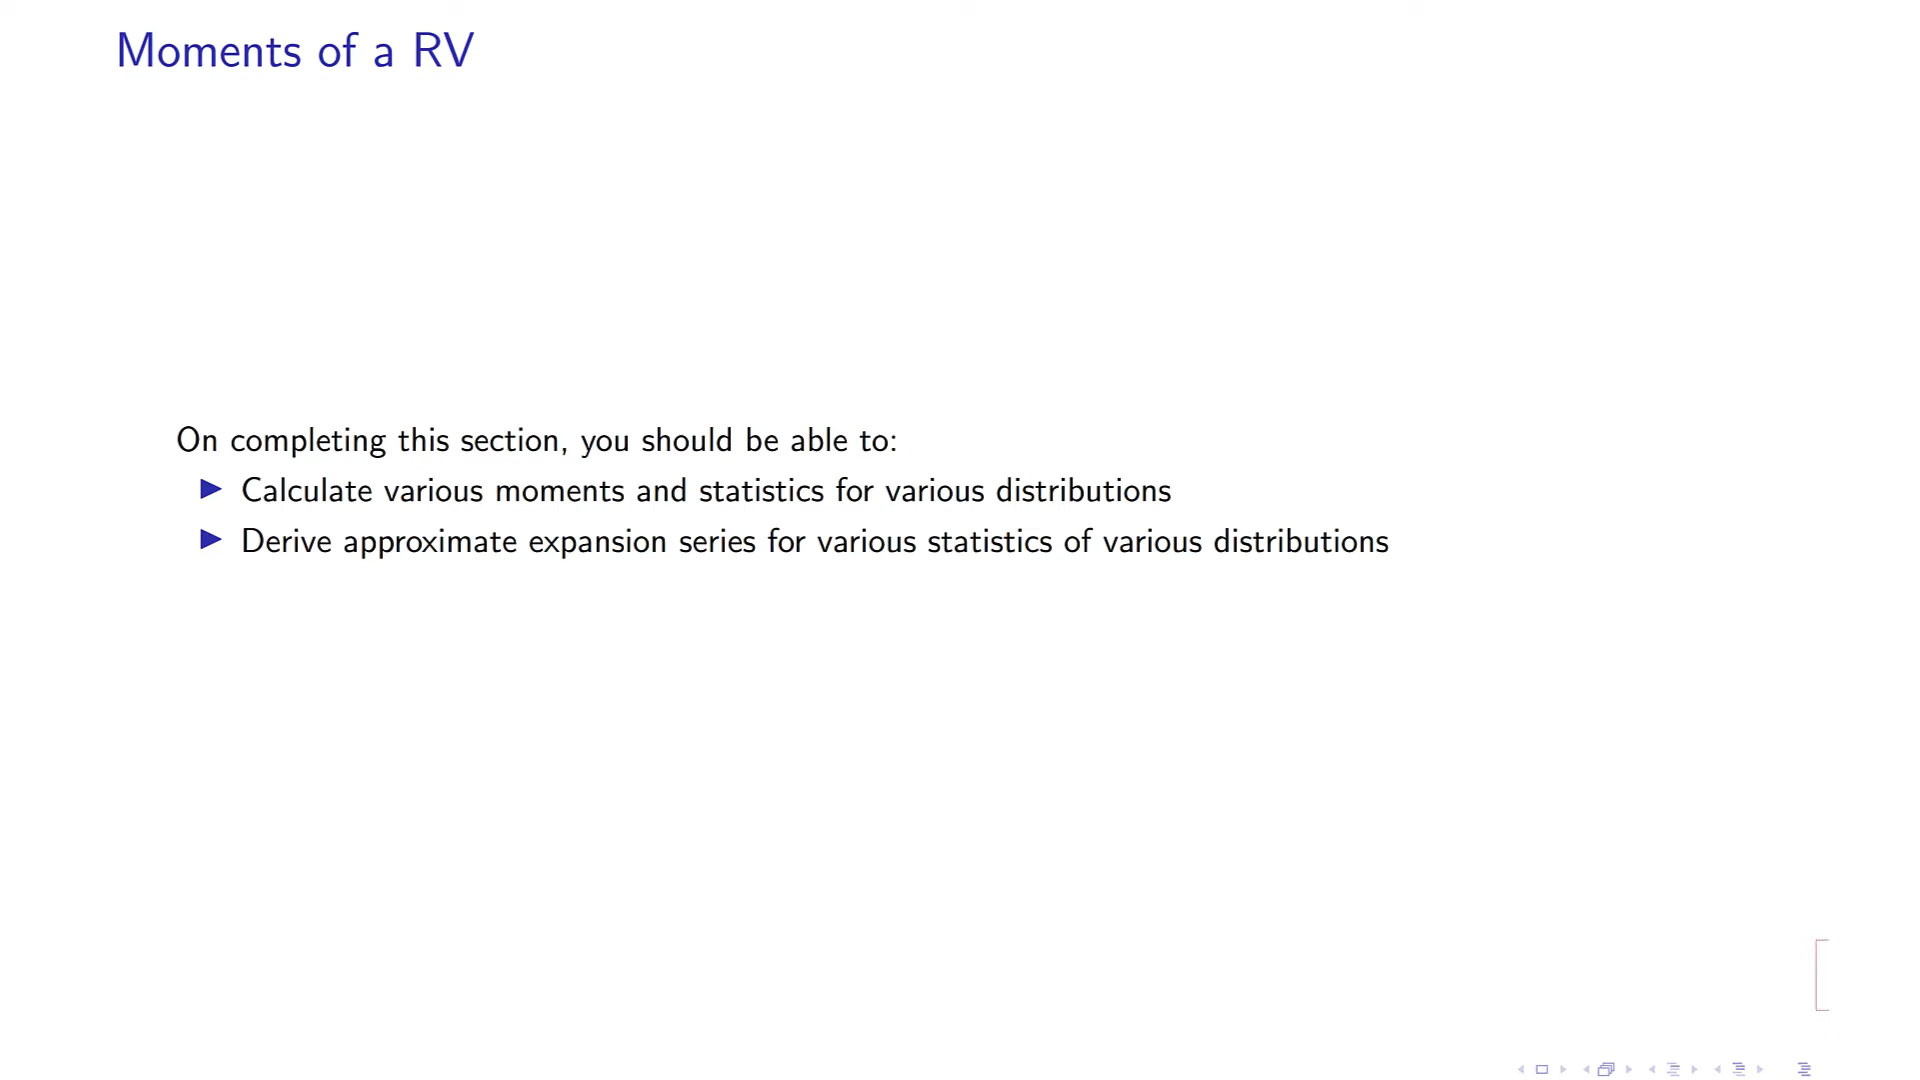 Moments of a RV
On completing this section, you should be able to:
Calculate various moments and statistics for various distributions
Derive approximate expansion series for various statistics of various distributions